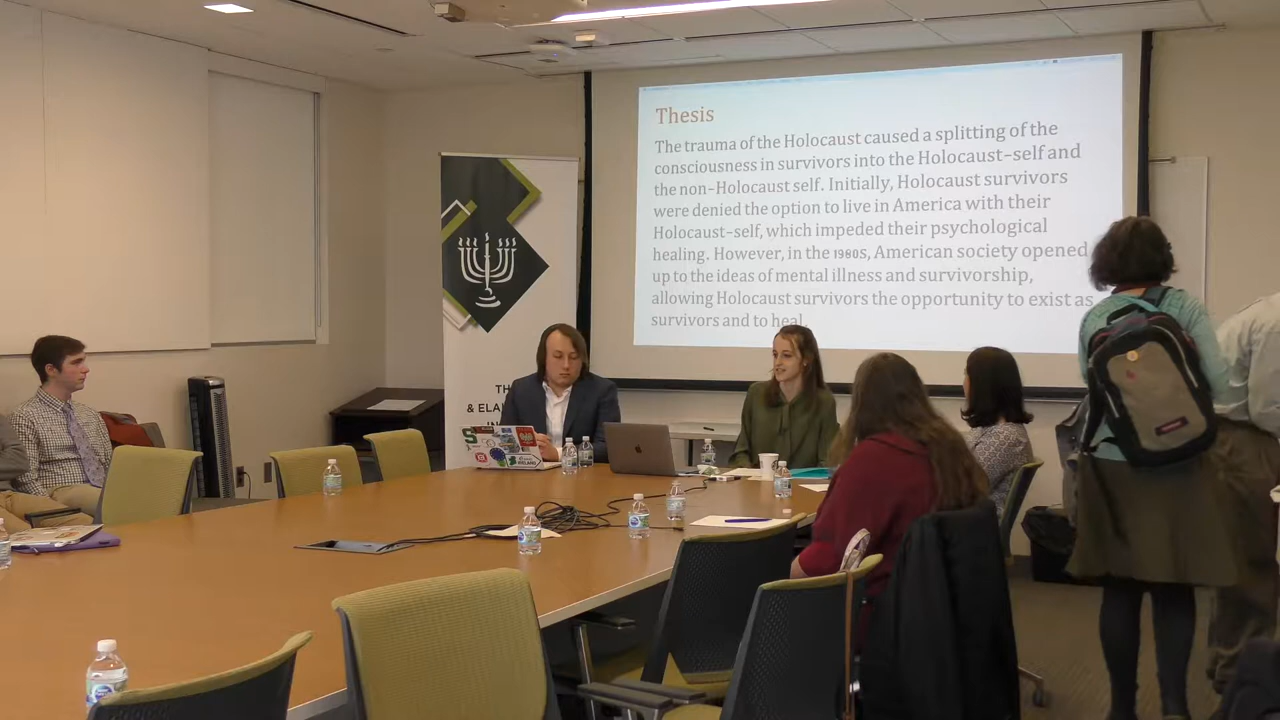 Thesis
The trauma of the Holocaust caused a splitting of the
consciousness in survivors into the Holocaust-self and
the non-Holocaust self. Initially, Holocaust survivors
were denied the option to live in America with their
Holocaust-self, which impeded their psychological
healing. However, in the 1980s, American society opened
up to the ideas of mental illness and survivorship,
allowing Holocaust survivors the opportunity to exist as
survivors and to heal.
TH
& ELA